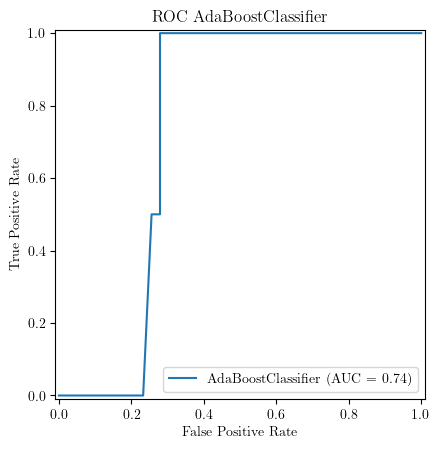 ROC AdaBoostClassifier
1.0
0.8
0.6
0.4
0.2
0.0
True Positive Rate
AdaBoostClassifier (AUC = 0.74)
0.0 0.2 0.4 0.6 0.8 1.0
False Positive Rate